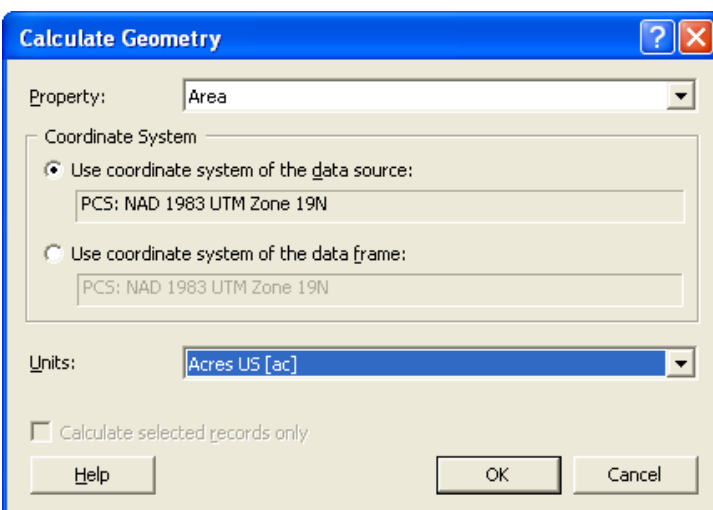 Calculate Geometry
Property: Area
Coordinate System
Use coordinate system of the data source:
PCS: NAD 1983 UTM Zone 19N
Use coordinate system of the data frame:
PCS: NAD 1983 UTM Zone 19N
Units: Acres US [ac]
Calculate selected records only
Help OK Cancel